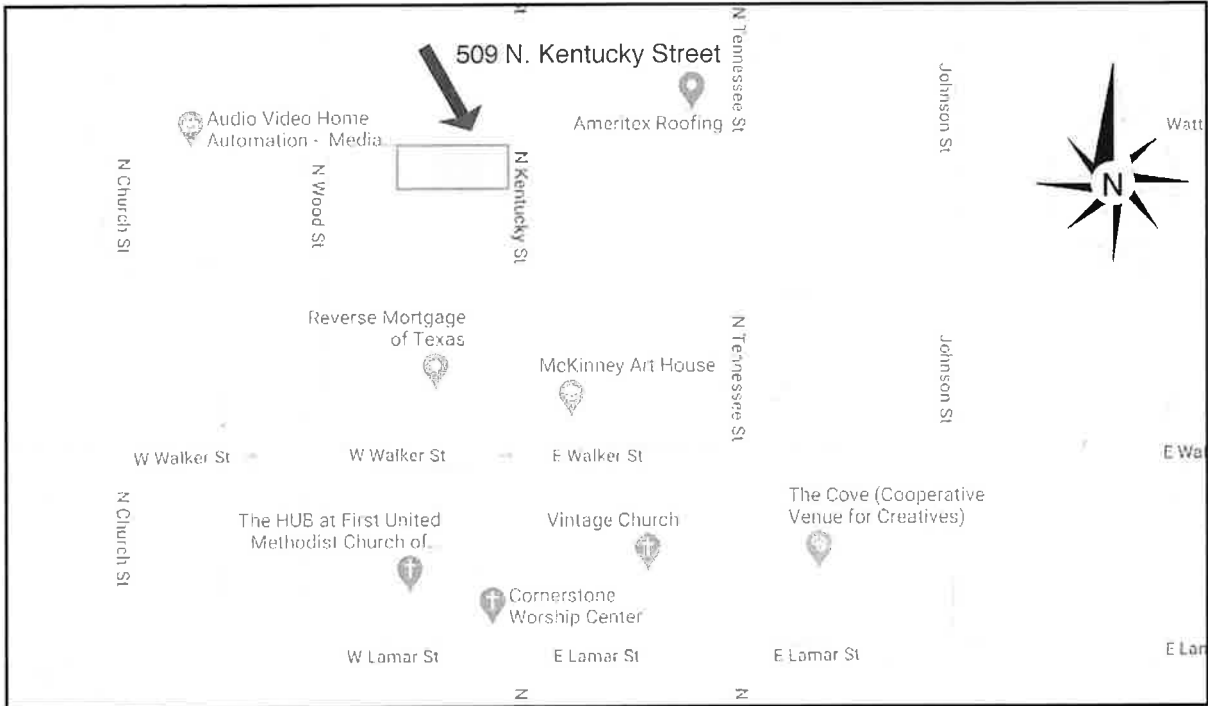 509 N. Kentucky Street
N Tennessee St
Johnson St
Audio Video Home
Automation - Media
Ameritex Roofing
Watt
N
N Church St
N Wood St
N Kentucky St
Reverse Mortgage
of Texas
McKinney Art House
N Tennessee St
Johnson St
W Walker St
W Walker St
E Walker St
E Wal
N Church St
The HUB at First United
Methodist Church of..
Vintage Church
The Cove (Cooperative
Venue for Creatives)
Cornerstone
Worship Center
W Lamar St
E Lamar St
E Lamar St
E Lan
N
N